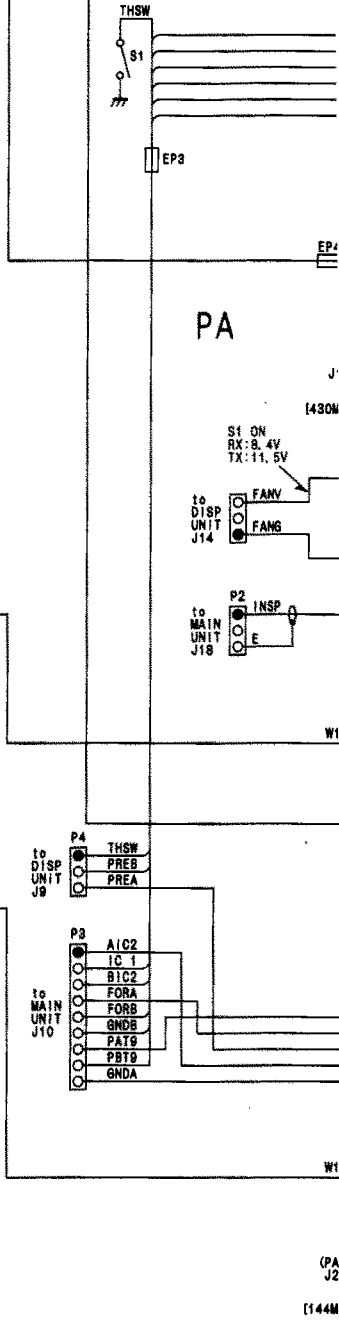 THSW
S1
EP3
EP4
PA
J1
[430M
S1 ON
RX:8.4V
TX:11.5V
to
DISP
UNIT
J14
FANV
FANG
P2
to
MAIN
UNIT
J18
INSP
E
W1
P4
to
DISP
UNIT
J9
THSW
PREB
PREA
P3
to
MAIN
UNIT
J10
AIC2
IC 1
BIC2
FORA
FORB
GNDB
PAT9
PBT9
GNDA
W1
(PA
J2
[144M